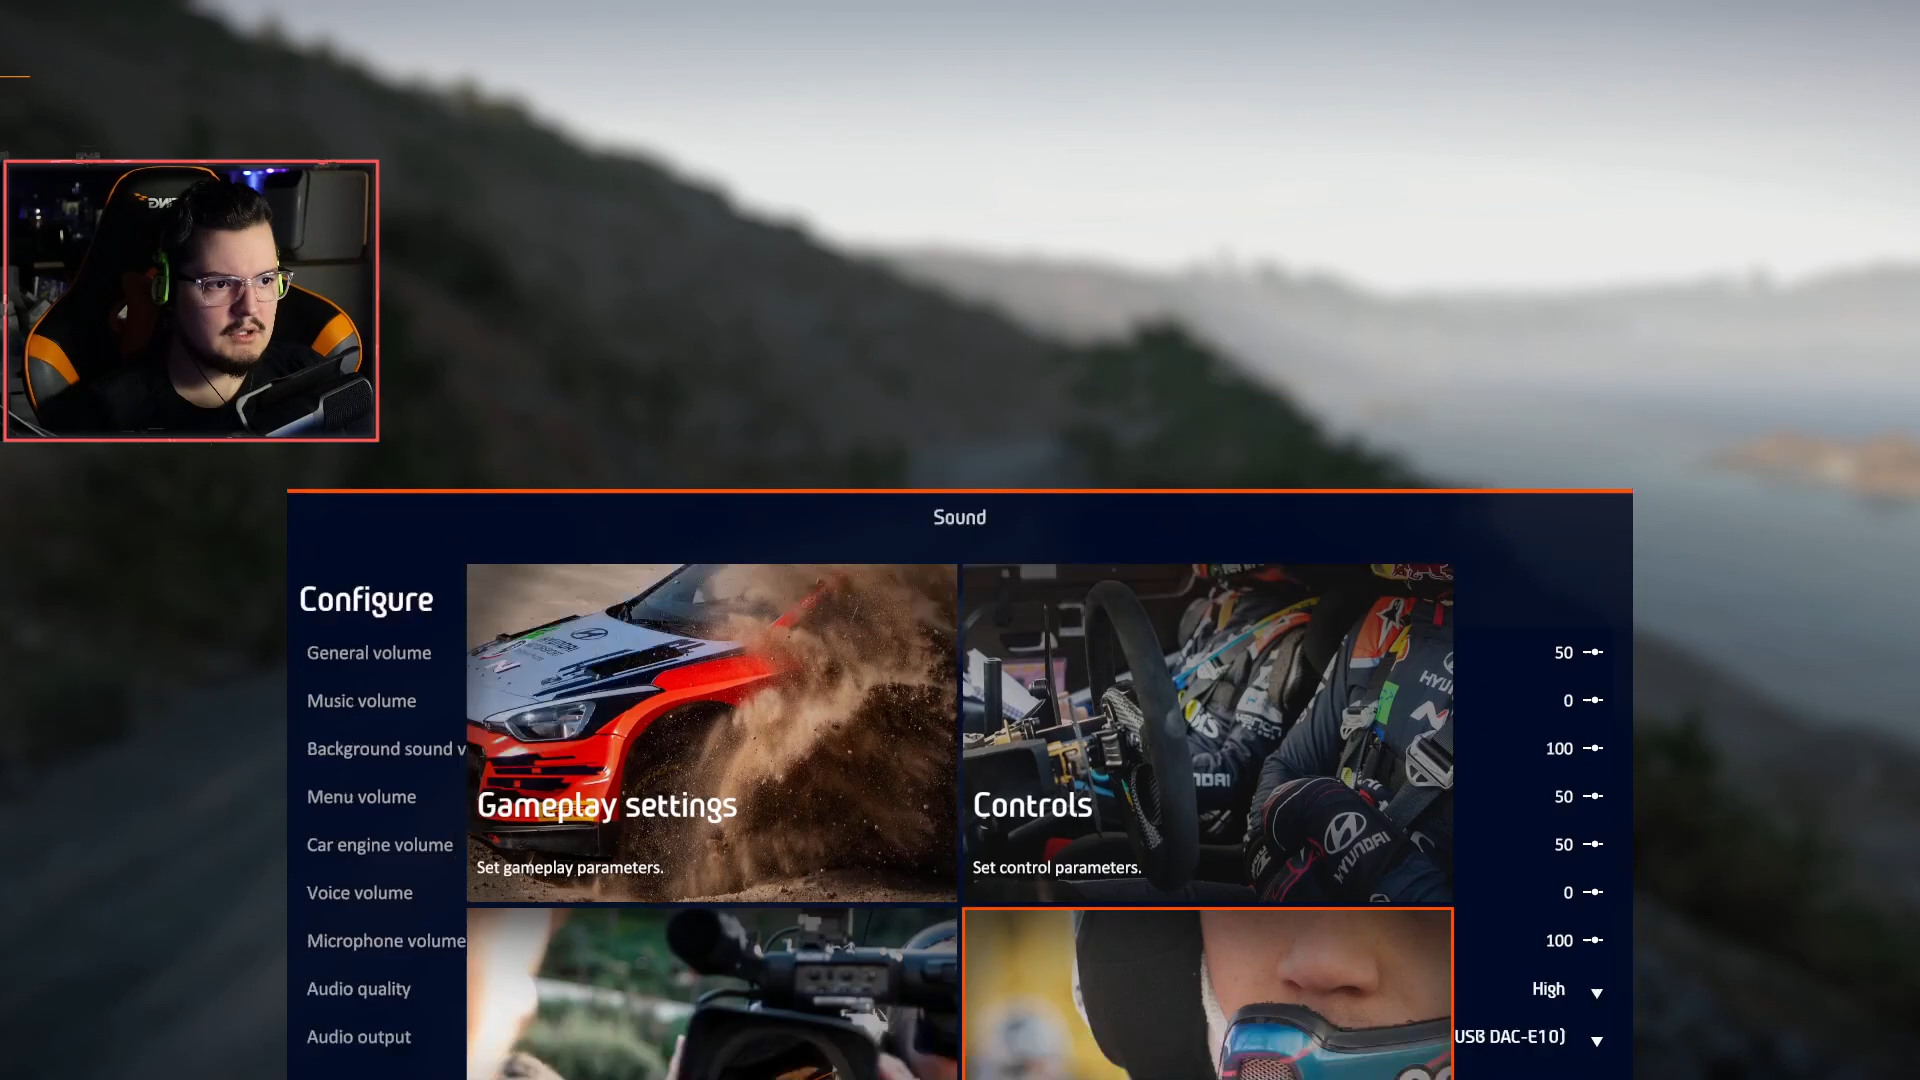 Sound
Configure
General volume
50
Music volume
0
Background sound v
100
Menu volume
50
Car engine volume
50
Voice volume
0
Microphone volume
100
Audio quality
High
Audio output
USB DAC-E10)
Gameplay settings
Set gameplay parameters.
Controls
Set control parameters.
HYUNDAI